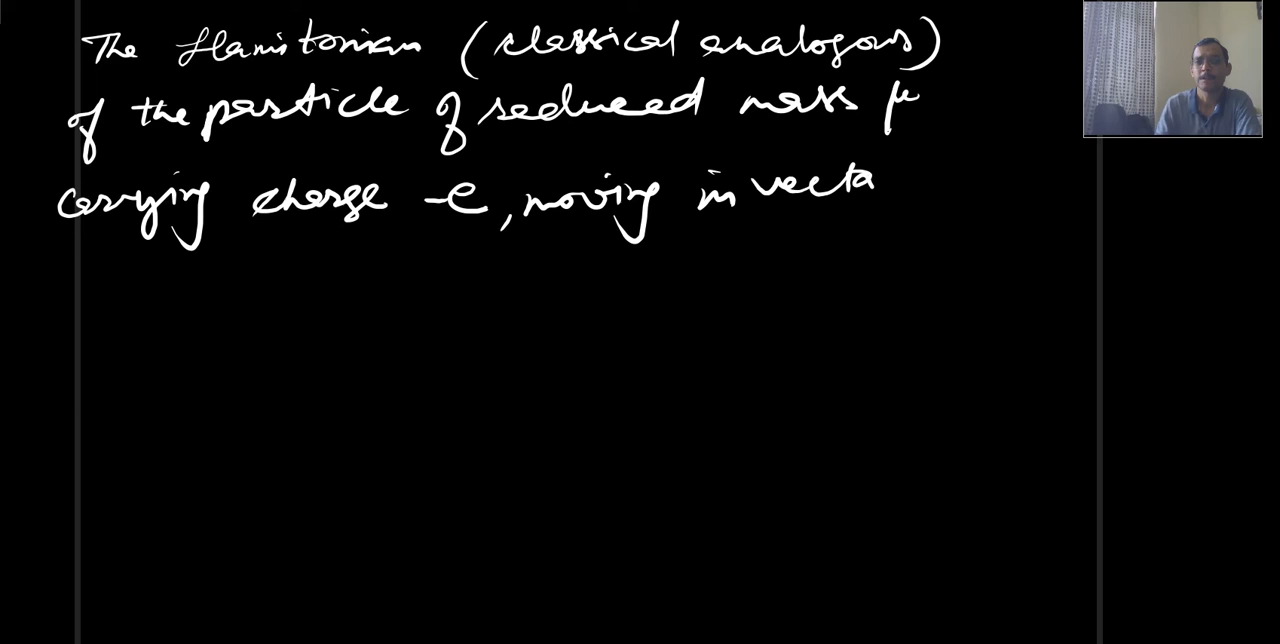 The Hamiltonian (classical analogous)
of the particle of reduced mass μ
carrying charge -e, moving in vecto